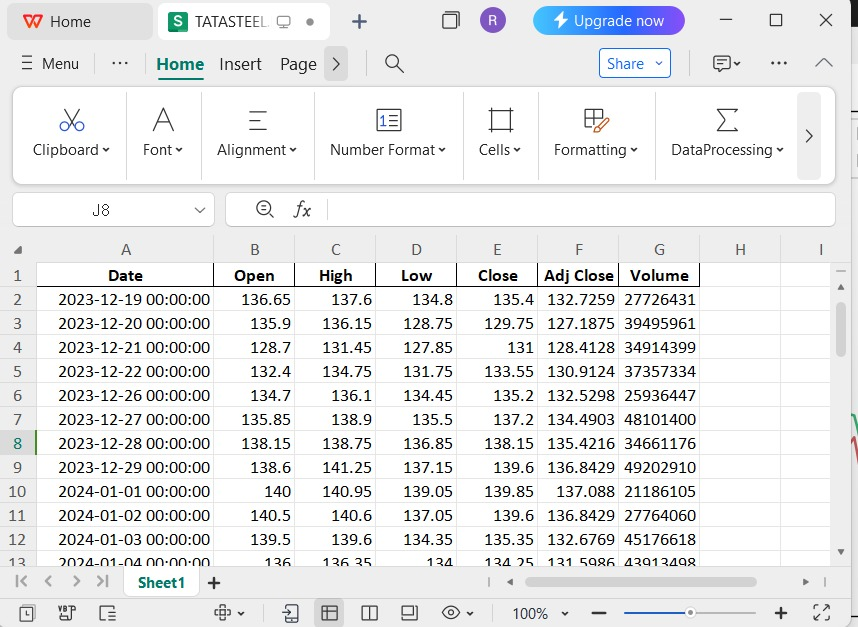 Home
TATASTEEL
R
Upgrade now
Menu
Home
Insert
Page
Share
Clipboard
Font
Alignment
Number Format
Cells
Formatting
DataProcessing
J8
fx
A B C D E F G H I
1 Date Open High Low Close Adj Close Volume
2 2023-12-19 00:00:00 136.65 137.6 134.8 135.4 132.7259 27726431
3 2023-12-20 00:00:00 135.9 136.15 128.75 129.75 127.1875 39495961
4 2023-12-21 00:00:00 128.7 131.45 127.85 131 128.4128 34914399
5 2023-12-22 00:00:00 132.4 134.75 131.75 133.55 130.9124 37357334
6 2023-12-26 00:00:00 134.7 136.1 134.45 135.2 132.5298 25936447
7 2023-12-27 00:00:00 135.85 138.9 135.5 137.2 134.4903 48101400
8 2023-12-28 00:00:00 138.15 138.75 136.85 138.15 135.4216 34661176
9 2023-12-29 00:00:00 138.6 141.25 137.15 139.6 136.8429 49202910
10 2024-01-01 00:00:00 140 140.95 139.05 139.85 137.088 21186105
11 2024-01-02 00:00:00 140.5 140.6 137.05 139.6 136.8429 27764060
12 2024-01-03 00:00:00 139.5 139.6 134.35 135.35 132.6769 45176618
13 2024-01-04 00:00:00 136 136.35 134 134.25 131.5986 43913498
Sheet1
100%